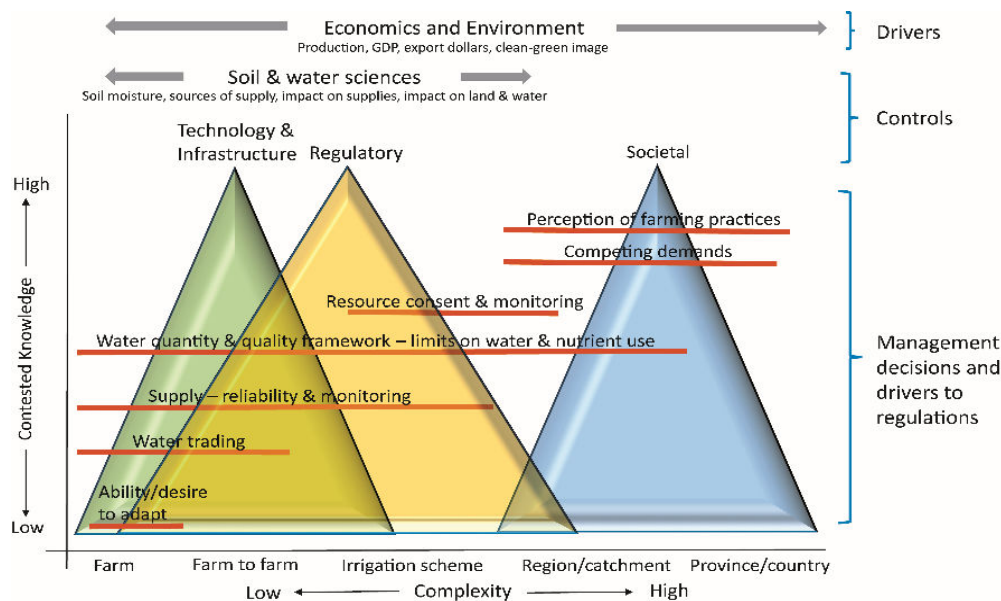 Economics and Environment
Production, GDP, export dollars, clean-green image
Drivers
Soil & water sciences
Soil moisture, sources of supply, impact on supplies, impact on land & water
Controls
Technology &
Infrastructure
Regulatory
Societal
High
Contested Knowledge
Low
Perception of farming practices
Competing demands
Resource consent & monitoring
Water quantity & quality framework – limits on water & nutrient use
Supply – reliability & monitoring
Water trading
Ability/desire
to adapt
Management
decisions and
drivers to
regulations
Farm
Farm to farm
Irrigation scheme
Region/catchment
Province/country
Low
Complexity
High